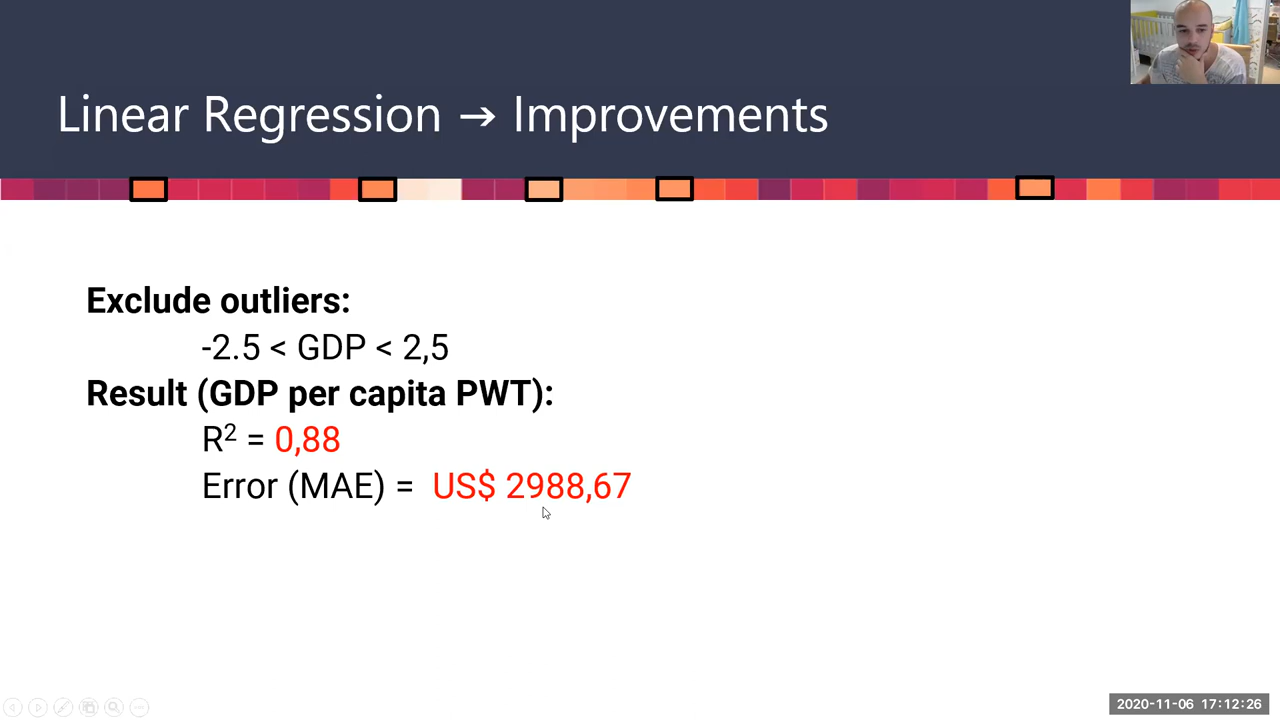 Linear Regression → Improvements
Exclude outliers:
-2.5 < GDP < 2,5
Result (GDP per capita PWT):
R² = 0,88
Error (MAE) = US$ 2988,67
2020-11-06 17:12:26